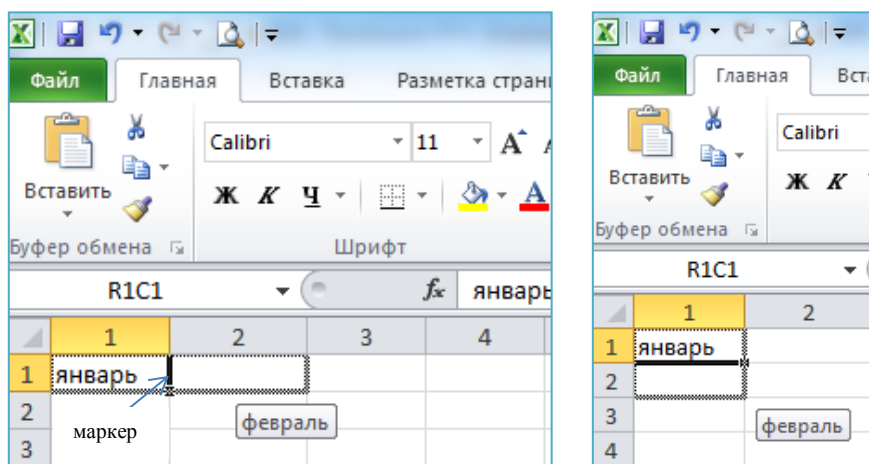 Файл Главная Вставка Разметка стран
Calibri 11 А
Вставить Ж К Ч А
Буфер обмена Шрифт
R1C1 fx январь
1 2 3 4
1 январь
2 февраль
маркер
3
Файл Главная Вст
Calibri
Вставить Ж К
Буфер обмена
R1C1
1 2
1 январь
2
3 февраль
4